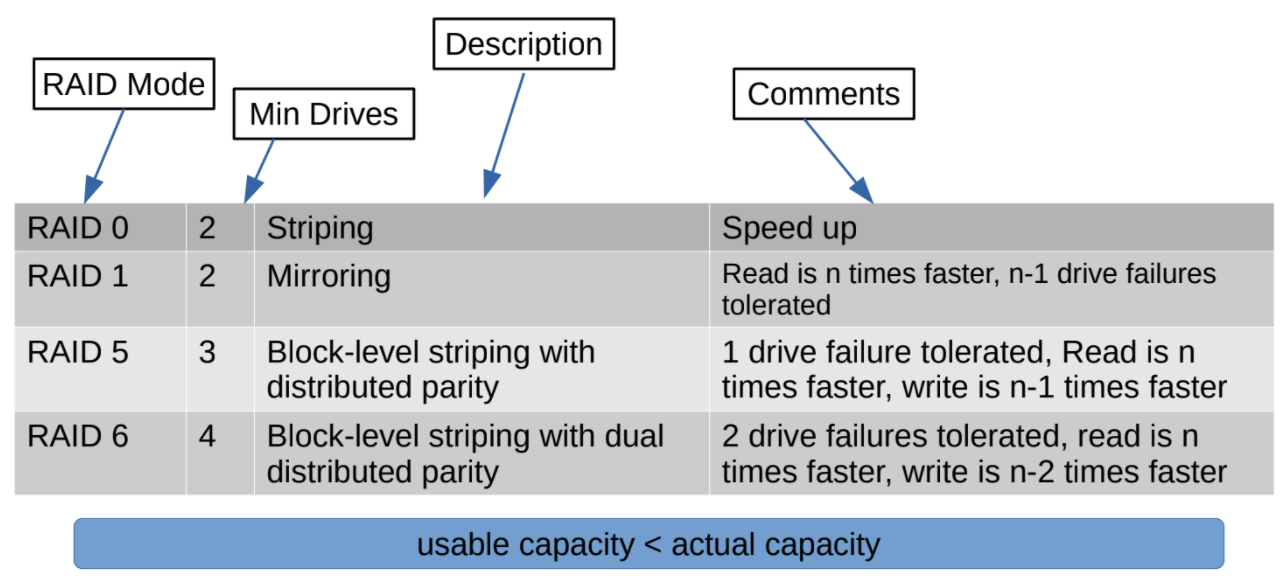 Description
RAID Mode
Min Drives
Comments
RAID 0
2
Striping
Speed up
RAID 1
2
Mirroring
Read is n times faster, n-1 drive failures
tolerated
RAID 5
3
Block-level striping with
distributed parity
1 drive failure tolerated, Read is n
times faster, write is n-1 times faster
RAID 6
4
Block-level striping with dual
distributed parity
2 drive failures tolerated, read is n
times faster, write is n-2 times faster
usable capacity < actual capacity